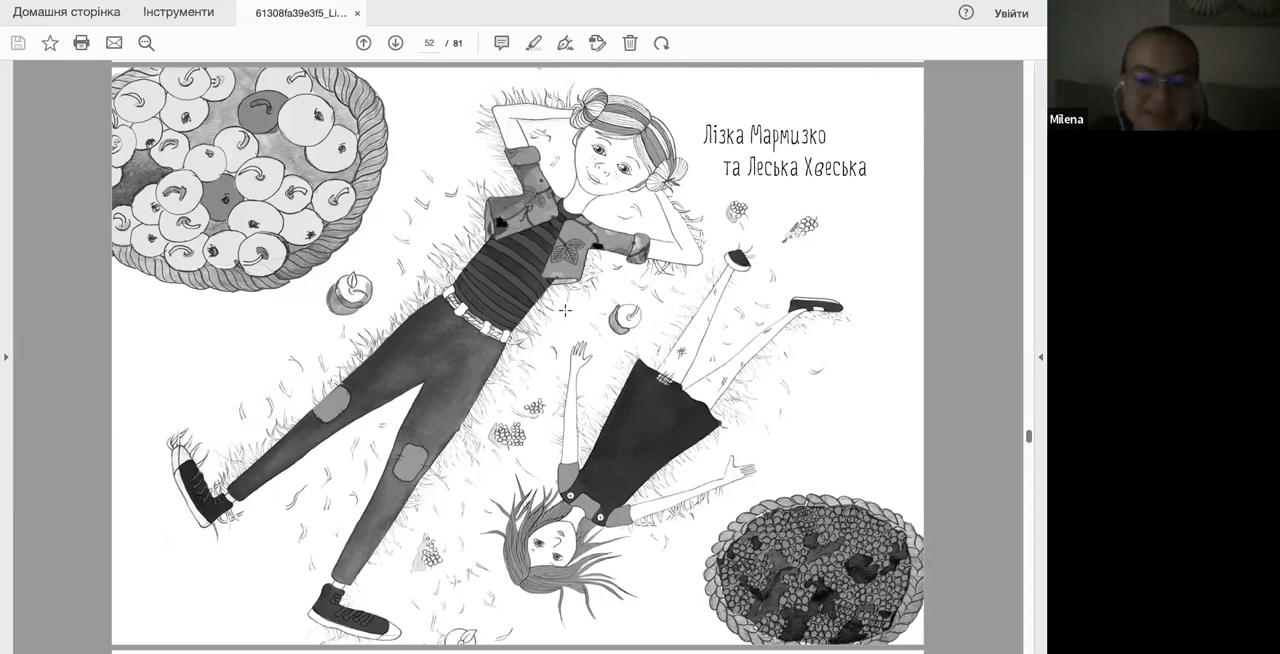 Домашня сторінка
Інструменти
61308fa39e3f5_Li...
Увійти
52 / 81
Milena
Лізка Мармизко
та Леська Хвеська